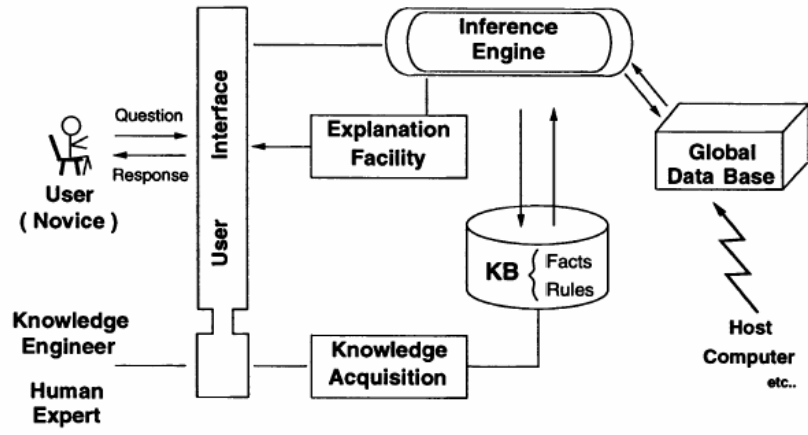 Inference
Engine
Question
Response
User
( Novice )
User Interface
Explanation
Facility
Global
Data Base
KB
Facts
Rules
Knowledge
Engineer
Human
Expert
Knowledge
Acquisition
Host
Computer
etc..